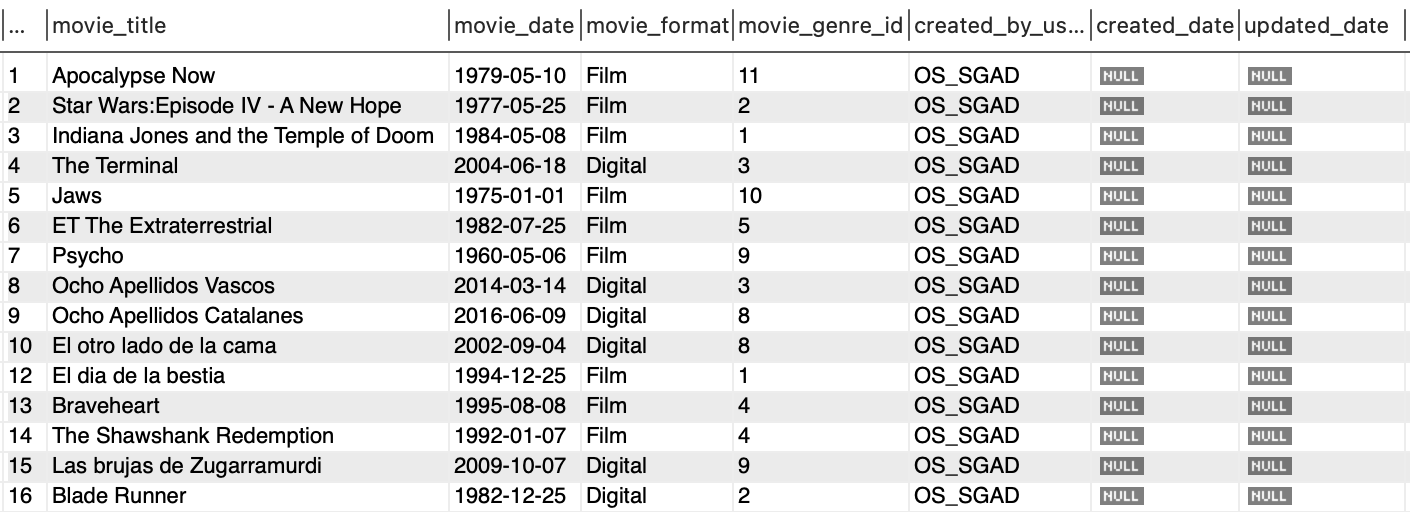 ... movie_title movie_date movie_format movie_genre_id created_by_us... created_date updated_date
1 Apocalypse Now 1979-05-10 Film 11 OS_SGAD NULL NULL
2 Star Wars:Episode IV - A New Hope 1977-05-25 Film 2 OS_SGAD NULL NULL
3 Indiana Jones and the Temple of Doom 1984-05-08 Film 1 OS_SGAD NULL NULL
4 The Terminal 2004-06-18 Digital 3 OS_SGAD NULL NULL
5 Jaws 1975-01-01 Film 10 OS_SGAD NULL NULL
6 ET The Extraterrestrial 1982-07-25 Film 5 OS_SGAD NULL NULL
7 Psycho 1960-05-06 Film 9 OS_SGAD NULL NULL
8 Ocho Apellidos Vascos 2014-03-14 Digital 3 OS_SGAD NULL NULL
9 Ocho Apellidos Catalanes 2016-06-09 Digital 8 OS_SGAD NULL NULL
10 El otro lado de la cama 2002-09-04 Digital 8 OS_SGAD NULL NULL
12 El dia de la bestia 1994-12-25 Film 1 OS_SGAD NULL NULL
13 Braveheart 1995-08-08 Film 4 OS_SGAD NULL NULL
14 The Shawshank Redemption 1992-01-07 Film 4 OS_SGAD NULL NULL
15 Las brujas de Zugarramurdi 2009-10-07 Digital 9 OS_SGAD NULL NULL
16 Blade Runner 1982-12-25 Digital 2 OS_SGAD NULL NULL